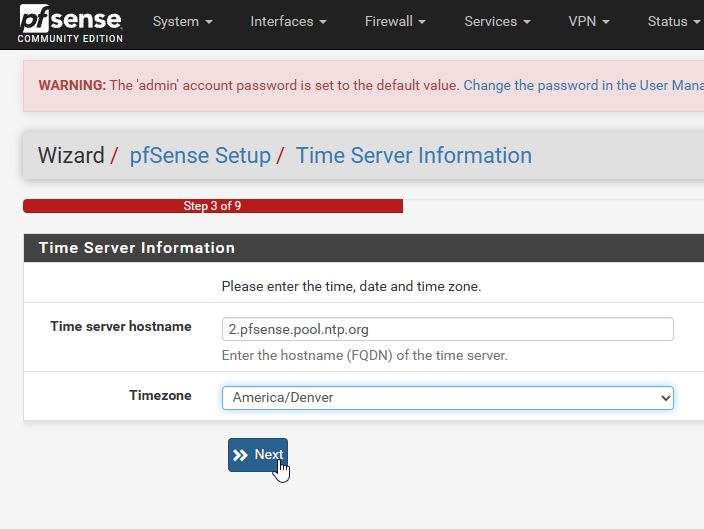 pfsense
COMMUNITY EDITION
System
Interfaces
Firewall
Services
VPN
Status
WARNING: The 'admin' account password is set to the default value. Change the password in the User Mana
Wizard / pfSense Setup / Time Server Information
Step 3 of 9
Time Server Information
Please enter the time, date and time zone.
Time server hostname
2.pfsense.pool.ntp.org
Enter the hostname (FQDN) of the time server.
Timezone
America/Denver
Next